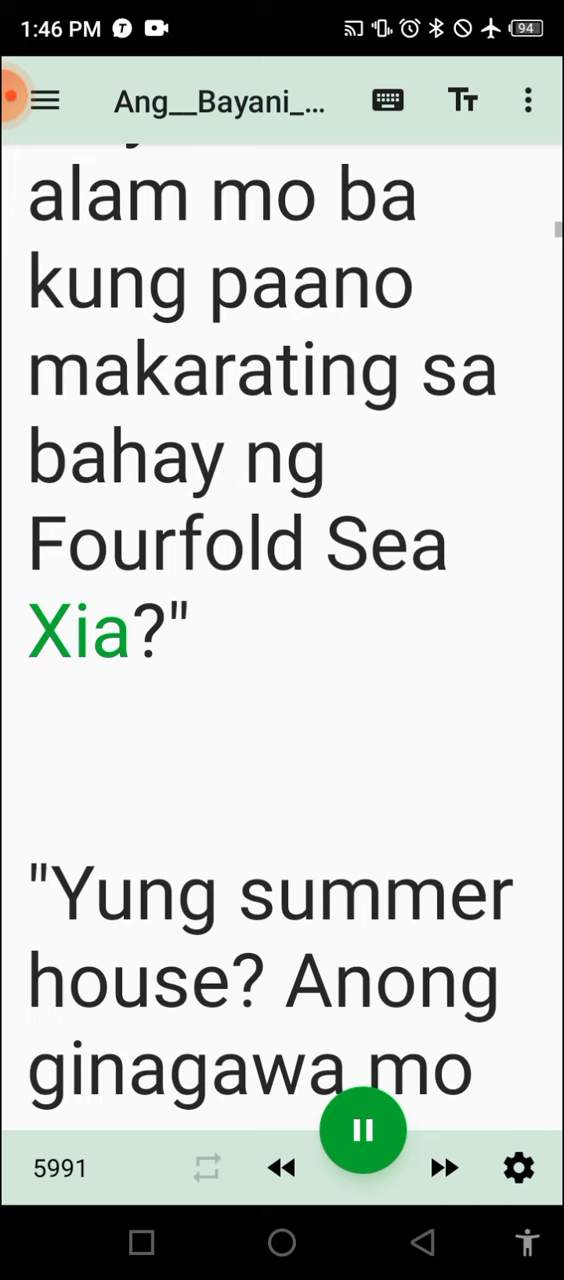 1:46 PM
94
Ang__Bayani_...
alam mo ba
kung paano
makarating sa
bahay ng
Fourfold Sea
Xia?"
"Yung summer
house? Anong
ginagawa mo
5991